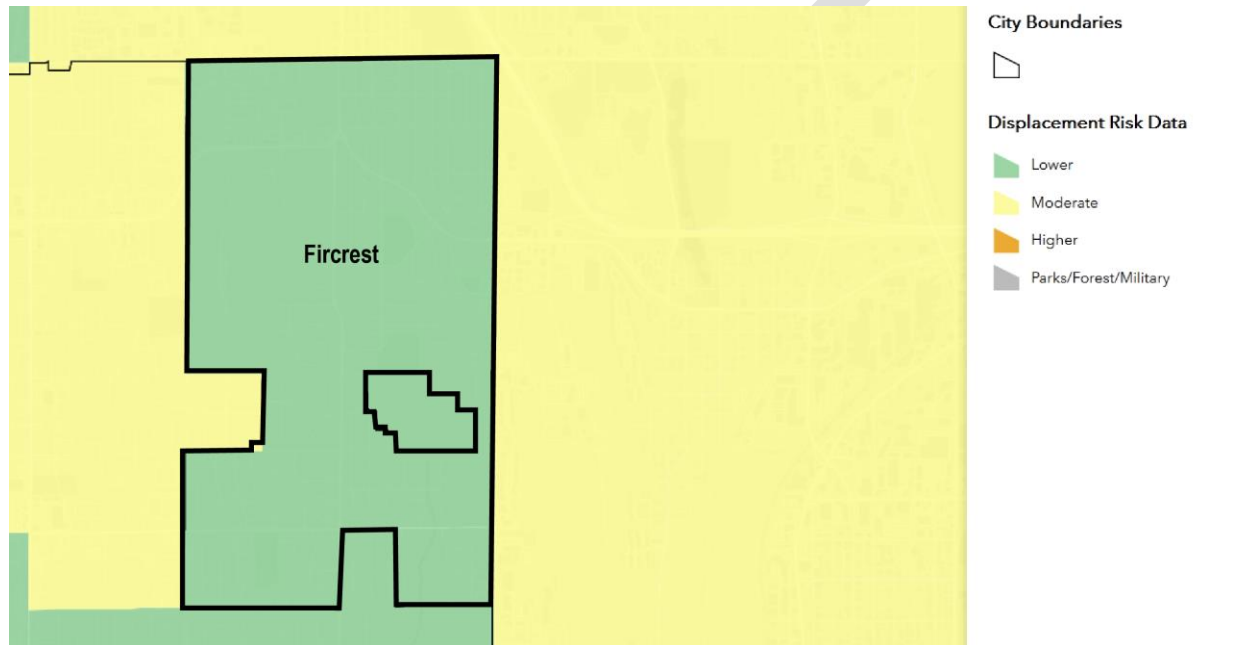 City Boundaries
Displacement Risk Data
Lower
Moderate
Higher
Parks/Forest/Military
Fircrest